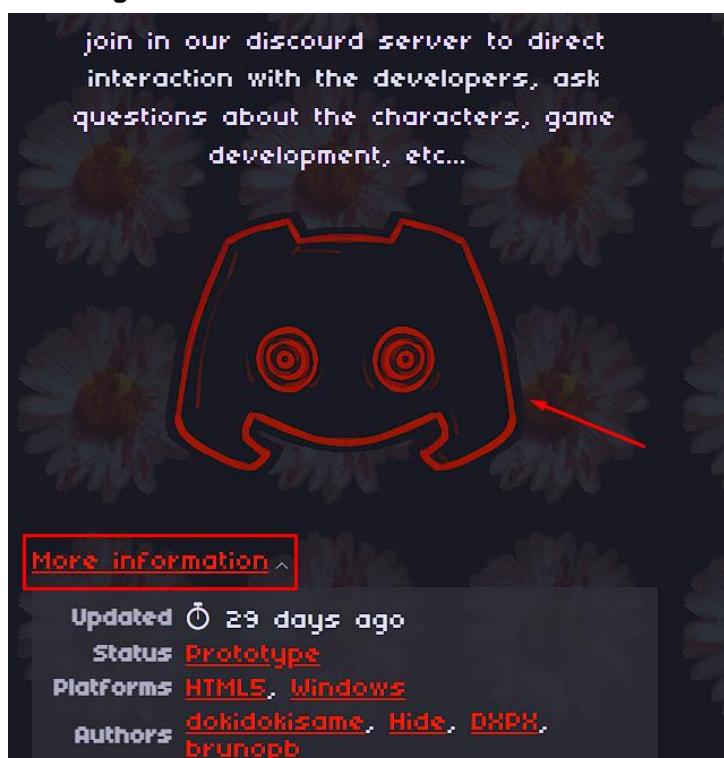 join in our discourd server to direct
interaction with the developers, ask
questions about the characters, game
development, etc...
More information
Updated 29 days ago
Status Prototype
Platforms HTML5, Windows
Authors dokidokisame, Hide, DXPX,
brunopb